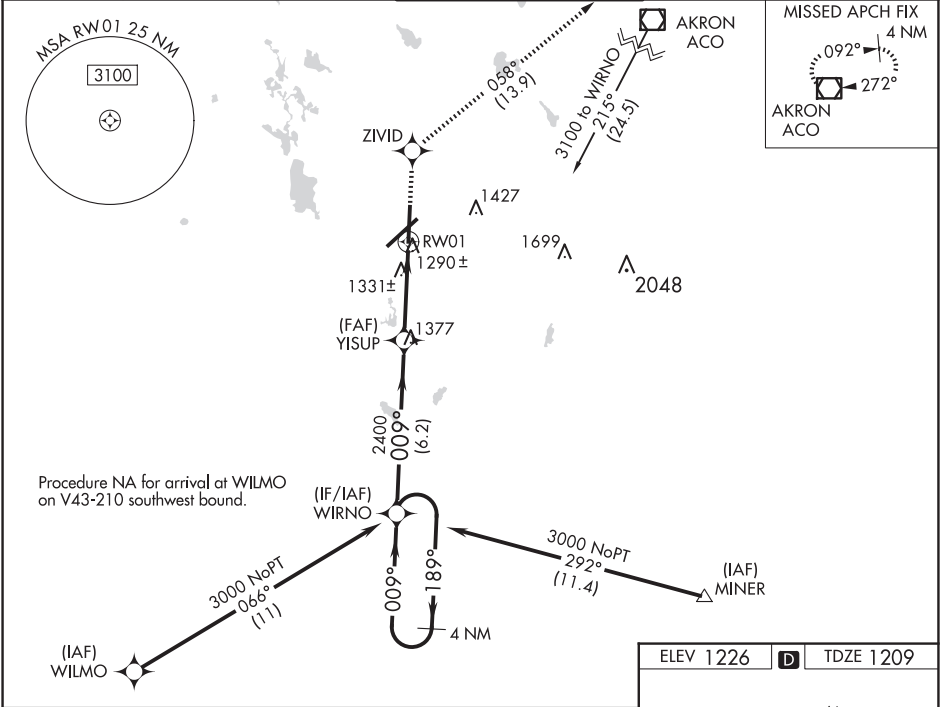 MSA RW01 25 NM
3100
AKRON
ACO
3100 to WIRNO
215°
(24.5)
058°
(13.9)
MISSED APCH FIX
4 NM
092°
272°
AKRON
ACO
ZIVID
1427
RW01
1290 ±
1699
2048
1331±
(FAF)
YISUP
1377
2400
009°
(6.2)
Procedure NA for arrival at WILMO
on V43-210 southwest bound.
(IF/IAF)
WIRNO
009°
189°
4 NM
3000 NoPT
066°
(11)
3000 NoPT
292°
(11.4)
(IAF)
MINER
(IAF)
WILMO
ELEV 1226 D TDZE 1209